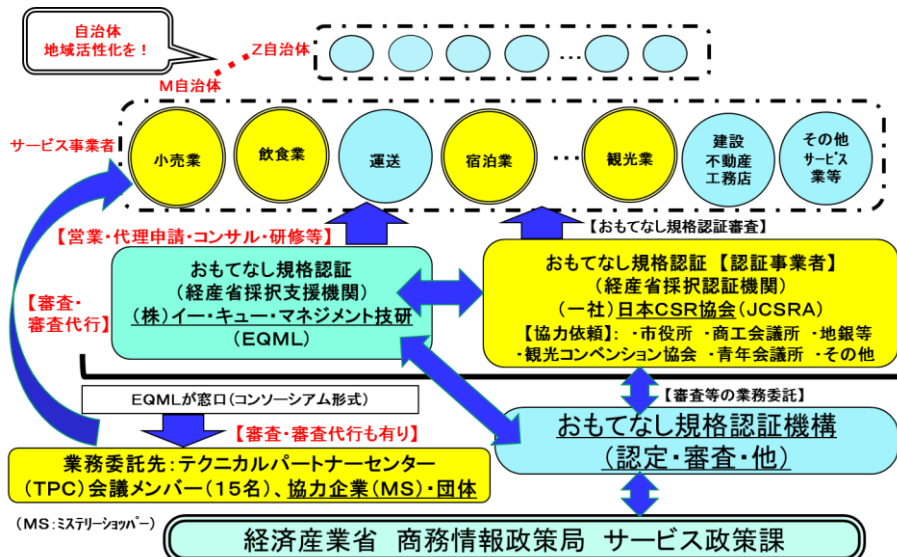 自治体
地域活性化を！
Z自治体
M自治体
…
サービス事業者
小売業
飲食業
運送
宿泊業
…
観光業
建設
不動産
工務店
その他
サービス
業等
【営業・代理申請・コンサル・研修等】
【おもてなし規格認証審査】
【審査・
審査代行】
おもてなし規格認証
(経産省採択支援機関)
(株)イー・キュー・マネジメント技研
(EQML)
おもてなし規格認証 【認証事業者】
(経産省採択認証機関)
(一社)日本CSR協会(JCSRA)
【協力依頼】： ・市役所 ・商工会議所 ・地銀等
・観光コンベンション協会 ・青年会議所 ・その他
EQMLが窓口(コンソーシアム形式)
【審査等の業務委託】
【審査・審査代行も有り】
おもてなし規格認証機構
(認定・審査・他)
業務委託先：テクニカルパートナーセンター
(TPC)会議メンバー(15名)、協力企業(MS)・団体
(MS：ミステリーショッパー)
経済産業省 商務情報政策局 サービス政策課